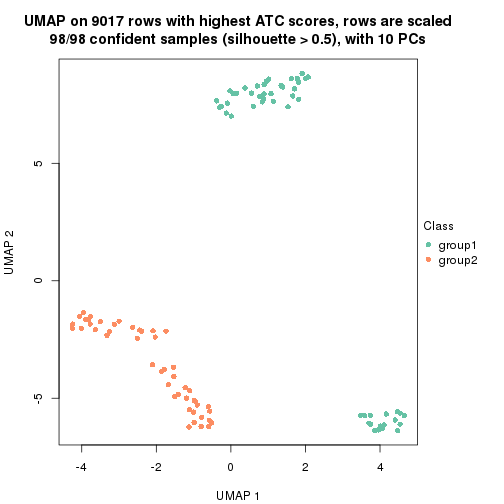 UMAP on 9017 rows with highest ATC scores, rows are scaled
98/98 confident samples (silhouette > 0.5), with 10 PCs
5
0
-5
UMAP 2
-4
-2
0
2
4
UMAP 1
Class
group1
group2